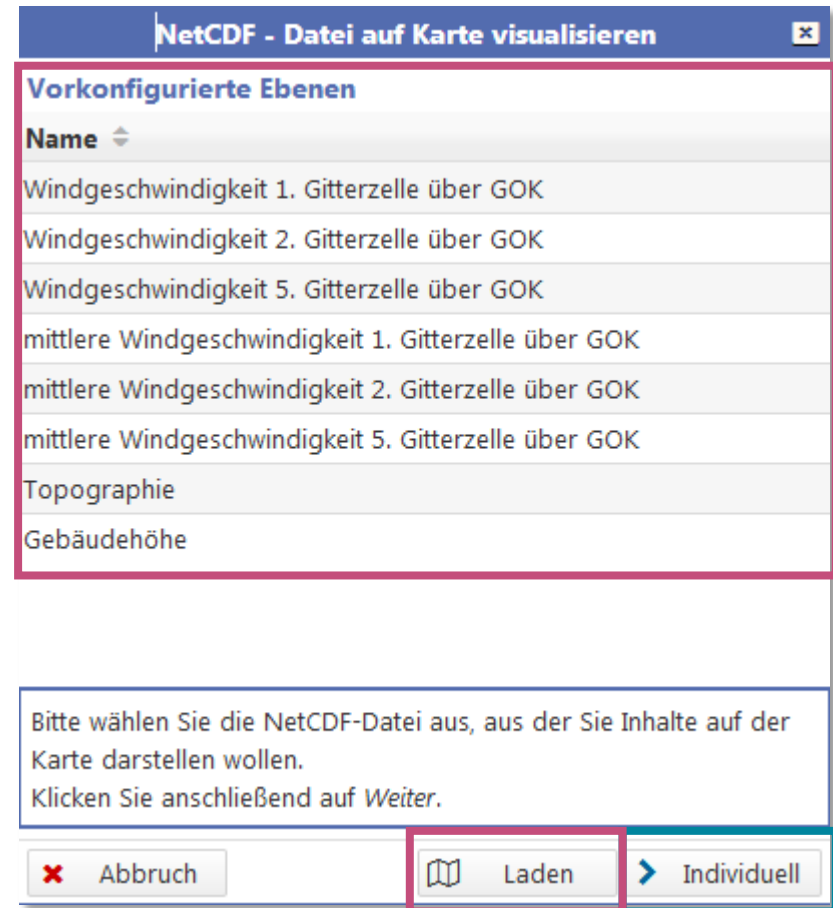 NetCDF - Datei auf Karte visualisieren
Vorkonfigurierte Ebenen
Name
Windgeschwindigkeit 1. Gitterzelle über GOK
Windgeschwindigkeit 2. Gitterzelle über GOK
Windgeschwindigkeit 5. Gitterzelle über GOK
mittlere Windgeschwindigkeit 1. Gitterzelle über GOK
mittlere Windgeschwindigkeit 2. Gitterzelle über GOK
mittlere Windgeschwindigkeit 5. Gitterzelle über GOK
Topographie
Gebäudehöhe
Bitte wählen Sie die NetCDF-Datei aus, aus der Sie Inhalte auf der
Karte darstellen wollen.
Klicken Sie anschließend auf Weiter.
Abbruch Laden Individuell